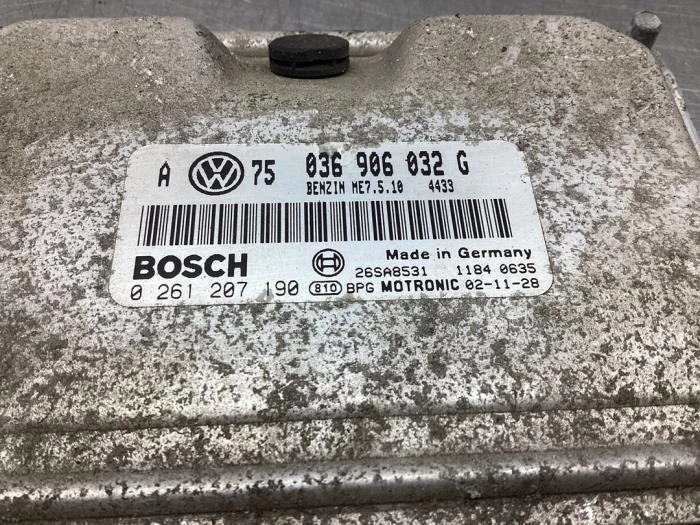 A VW 75 036 906 032 G
BENZIN ME7.5.10 4433
BOSCH Made in Germany
26SA8531 1184 0635
0 261 207 190 810 BPG MOTRONIC 02-11-28